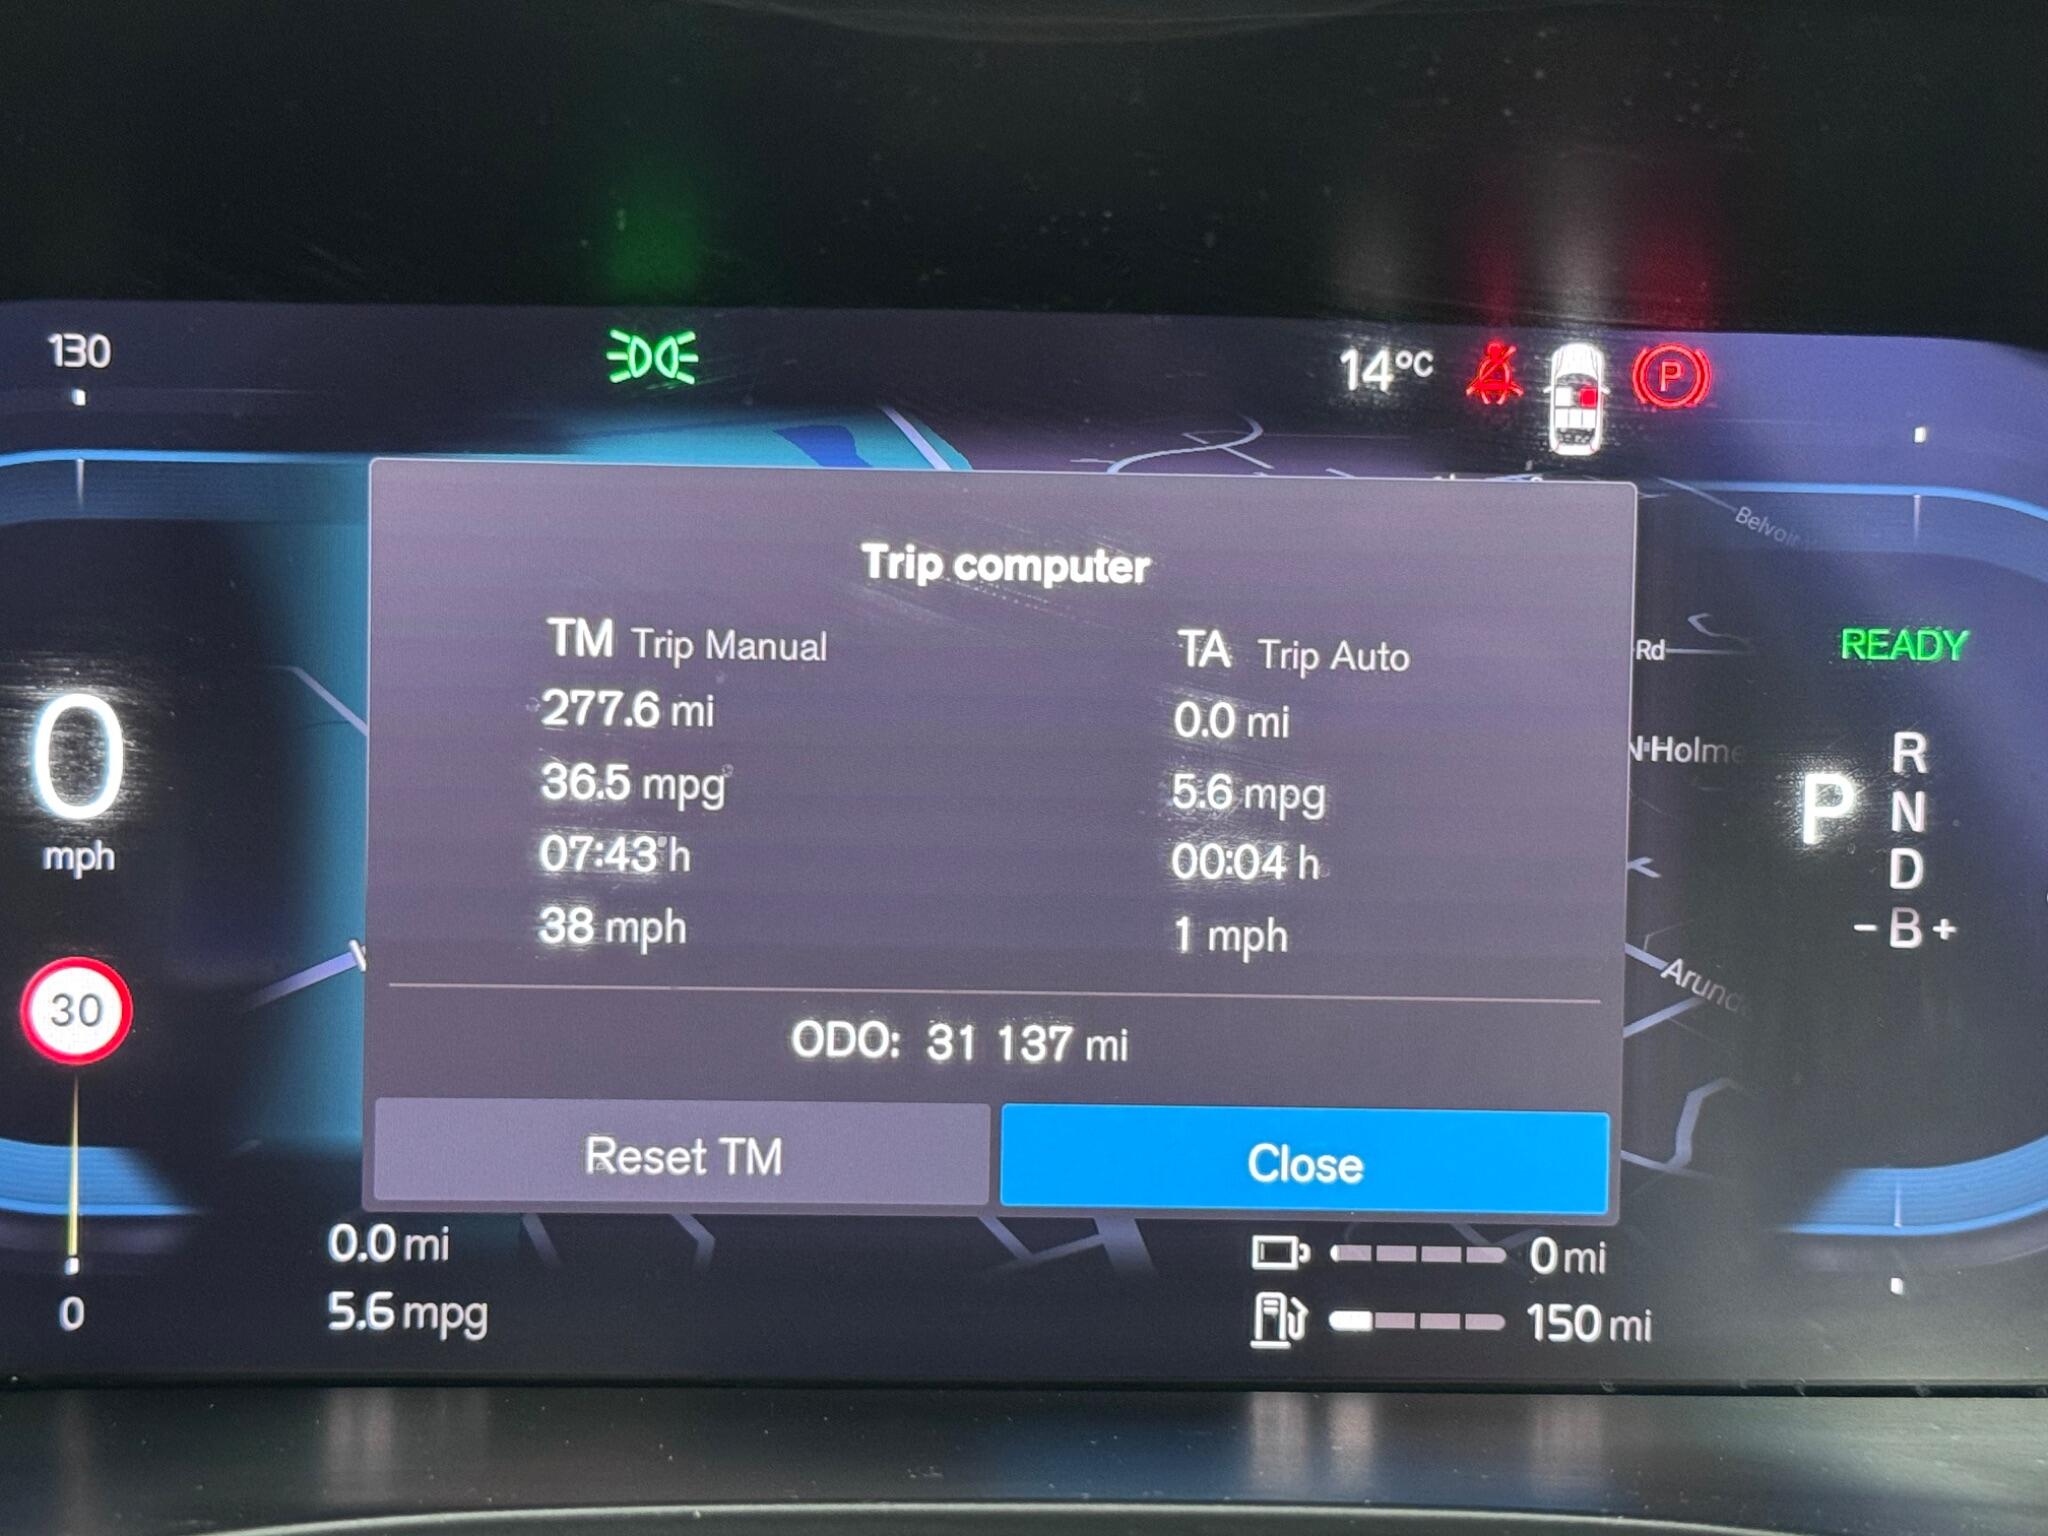 130
14°C
P
Belvoir
Trip computer
TM Trip Manual
TA Trip Auto
277.6 mi
0.0 mi
36.5 mpg
5.6 mpg
07:43 h
00:04 h
38 mph
1 mph
ODO: 31 137 mi
Reset TM
Close
0
mph
30
0
Rd
READY
R
P N
D
- B +
0.0 mi
5.6 mpg
0 mi
150 mi